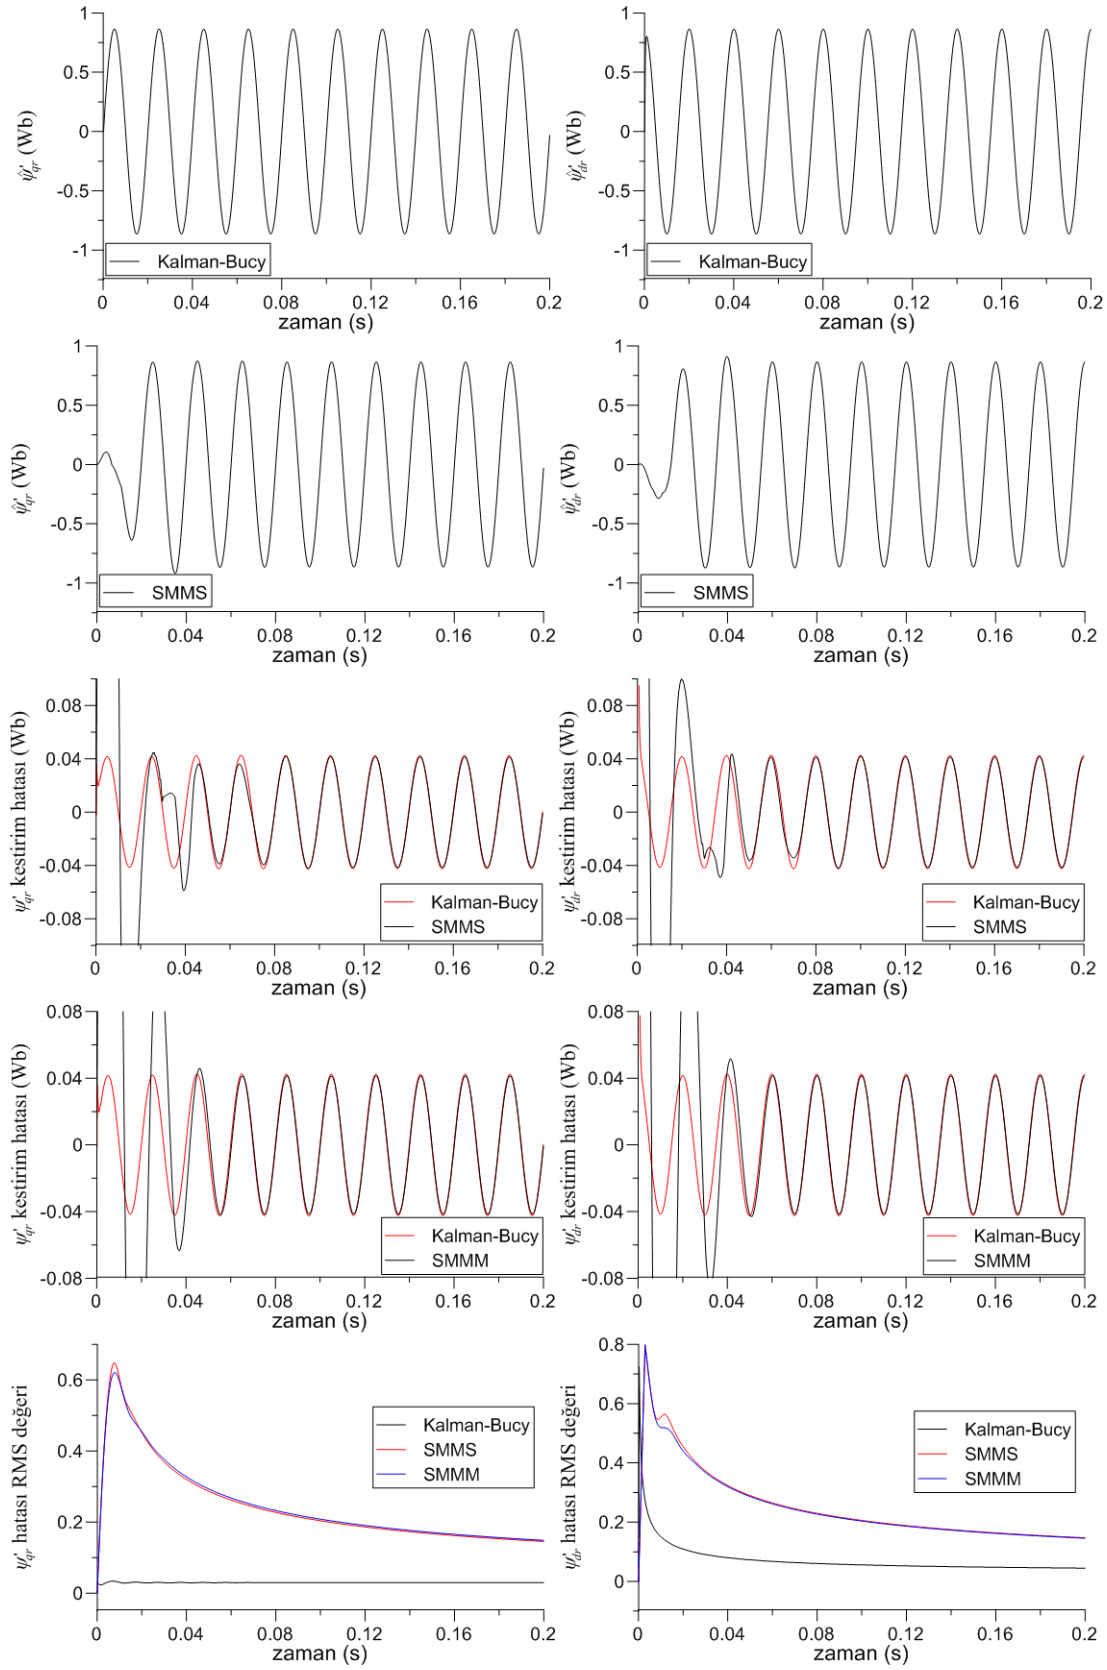 1
0.5
0
-0.5
-1
ψ̂'qr (Wb)
Kalman-Bucy
0 0.04 0.08 0.12 0.16 0.2
zaman (s)
1
0.5
0
-0.5
-1
ψ̂'dr (Wb)
Kalman-Bucy
0 0.04 0.08 0.12 0.16 0.2
zaman (s)
1
0.5
0
-0.5
-1
ψ̂'qr (Wb)
SMMS
0 0.04 0.08 0.12 0.16 0.2
zaman (s)
1
0.5
0
-0.5
-1
ψ̂'dr (Wb)
SMMS
0 0.04 0.08 0.12 0.16 0.2
zaman (s)
0.08
0.04
0
-0.04
-0.08
ψ'qr kestirim hatası (Wb)
Kalman-Bucy
SMMS
0 0.04 0.08 0.12 0.16 0.2
zaman (s)
0.08
0.04
0
-0.04
-0.08
ψ'dr kestirim hatası (Wb)
Kalman-Bucy
SMMS
0 0.04 0.08 0.12 0.16 0.2
zaman (s)
0.08
0.04
0
-0.04
-0.08
ψ'qr kestirim hatası (Wb)
Kalman-Bucy
SMMM
0 0.04 0.08 0.12 0.16 0.2
zaman (s)
0.08
0.04
0
-0.04
-0.08
ψ'dr kestirim hatası (Wb)
Kalman-Bucy
SMMM
0 0.04 0.08 0.12 0.16 0.2
zaman (s)
0.6
0.4
0.2
0
ψ'qr hatası RMS değeri
Kalman-Bucy
SMMS
SMMM
0 0.04 0.08 0.12 0.16 0.2
zaman (s)
0.8
0.6
0.4
0.2
0
ψ'dr hatası RMS değeri
Kalman-Bucy
SMMS
SMMM
0 0.04 0.08 0.12 0.16 0.2
zaman (s)